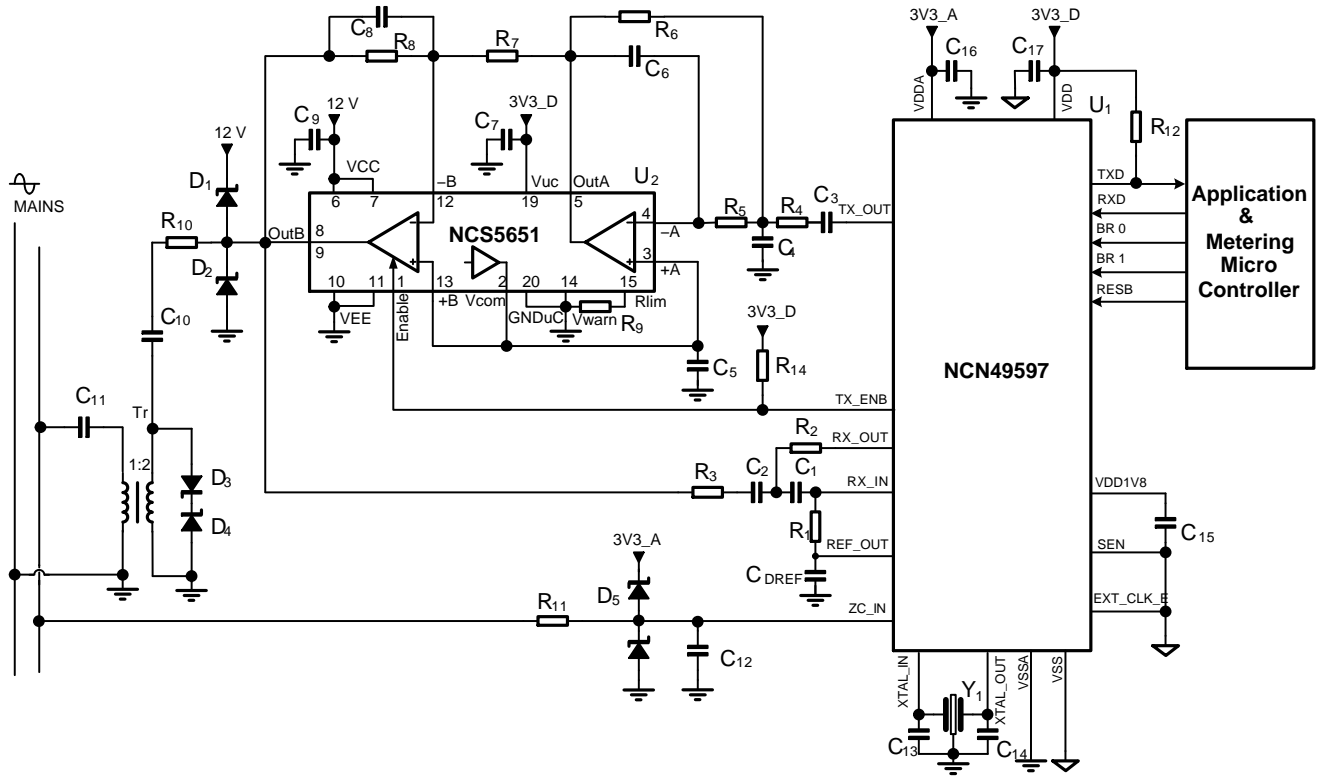 3V3_A
3V3_D
C8
R8
R7
R6
C6
C16
C17
VDDA
VDD
U1
R12
C9
12 V
C7
3V3_D
12 V
VCC
Vuc
OutA
–B
U2
6
7
12
19
5
MAINS
D1
R10
D2
OutB
8
9
NCS5651
4
–A
3
+A
R5
R4
C3
TX_OUT
C4
10
11
1
13
2
20
14
15
VEE
Enable
+B
Vcom
GNDuC
Vwarn
Rlim
R9
C10
C5
3V3_D
R14
TXD
RXD
BR 0
BR 1
RESB
Application
&
Metering
Micro
Controller
NCN49597
TX_ENB
C11
Tr
1:2
D3
D4
R2
RX_OUT
R3
C2
C1
RX_IN
R1
REF_OUT
CDREF
VDD1V8
C15
SEN
EXT_CLK_E
3V3_A
D5
R11
C12
ZC_IN
XTAL_IN
XTAL_OUT
VSSA
VSS
Y1
C13
C14